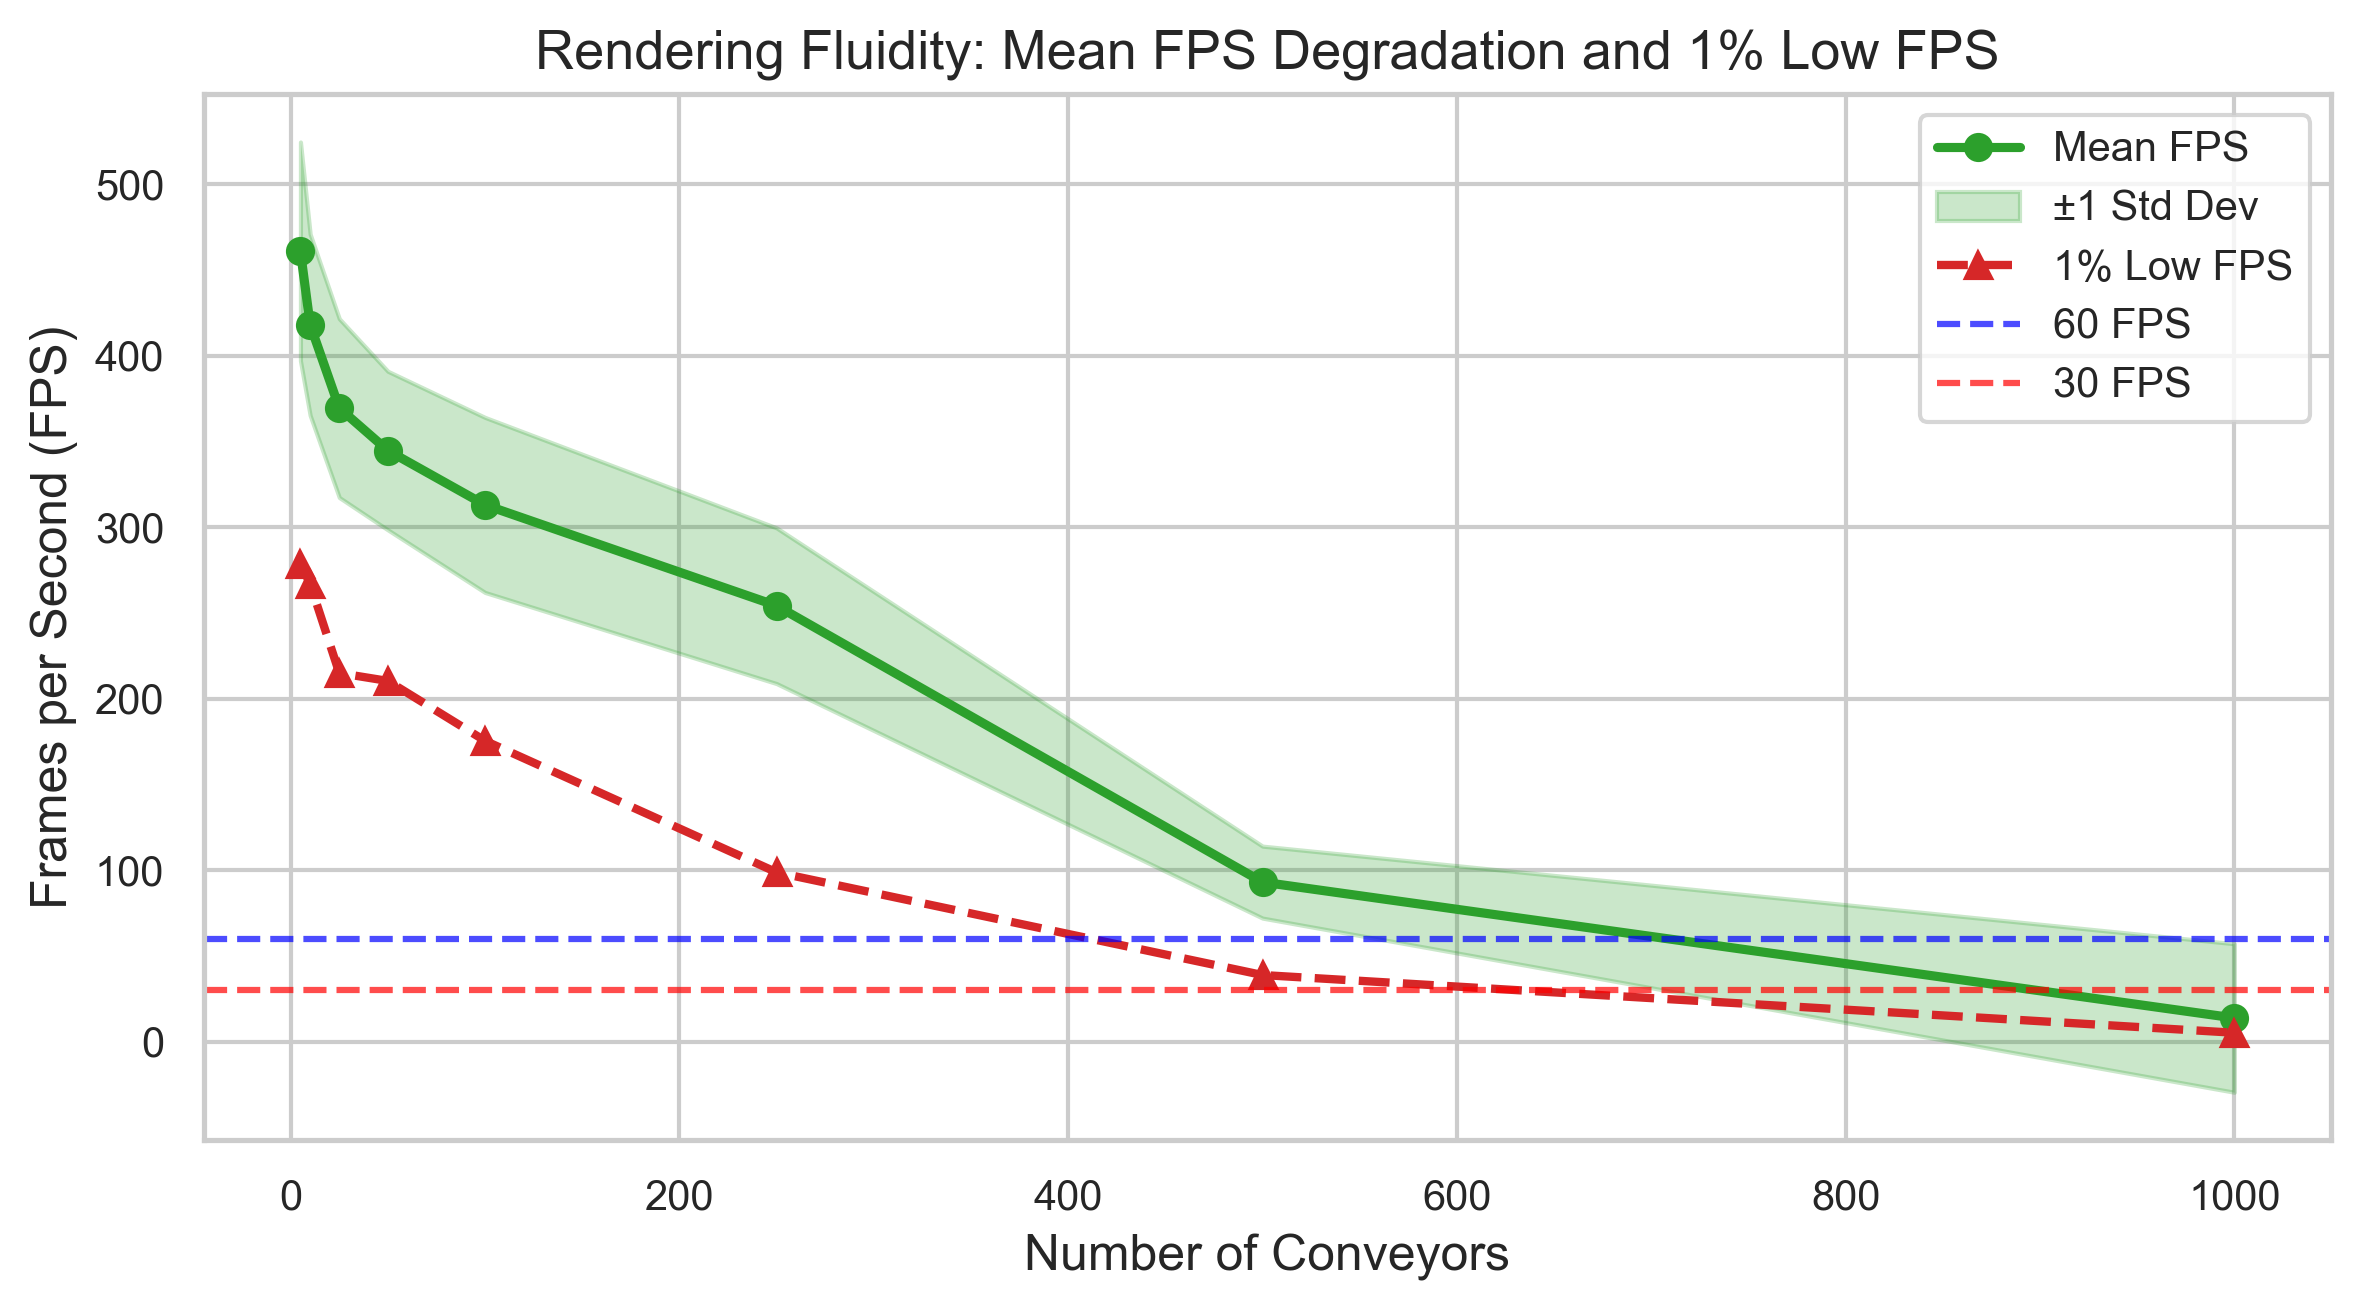 Rendering Fluidity: Mean FPS Degradation and 1% Low FPS
Mean FPS
±1 Std Dev
1% Low FPS
60 FPS
30 FPS
Frames per Second (FPS)
500
400
300
200
100
0
0 200 400 600 800 1000
Number of Conveyors